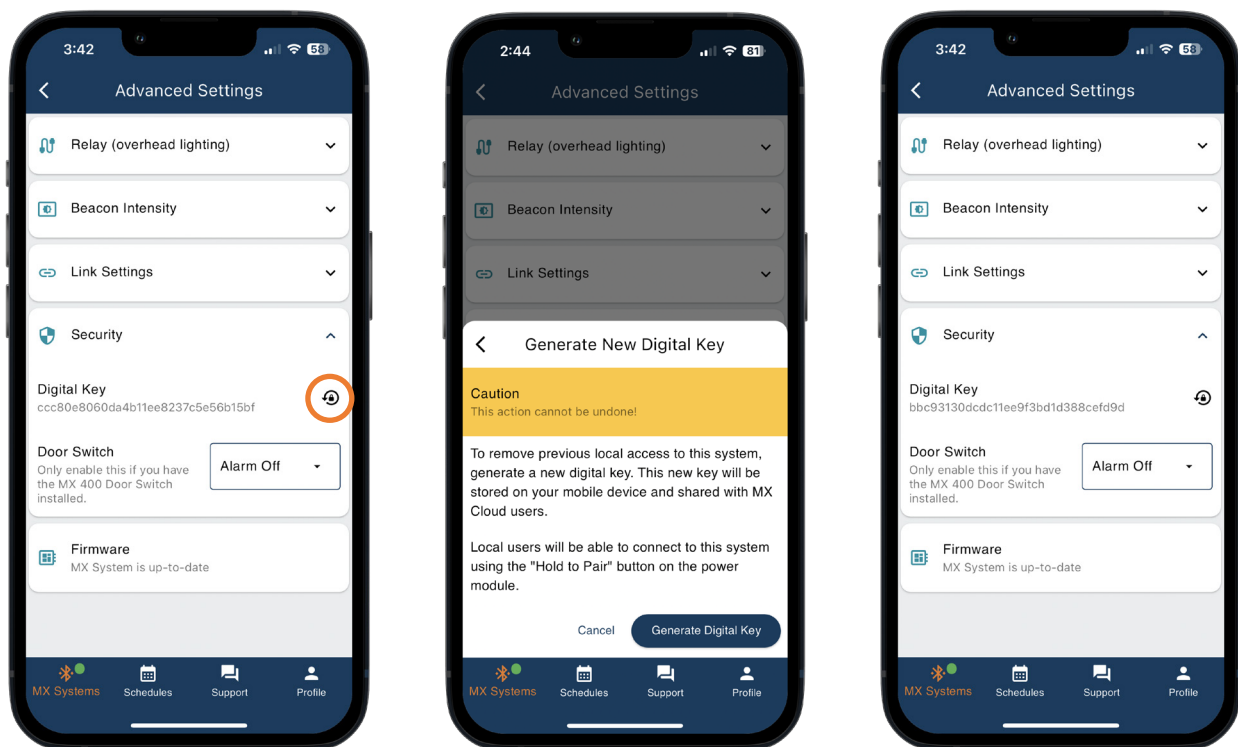 3:42
58
Advanced Settings
Relay (overhead lighting)
Beacon Intensity
Link Settings
Security
Digital Key
ccc80e8060da4b11ee8237c5e56b15bf
Door Switch
Only enable this if you have
the MX 400 Door Switch
installed.
Alarm Off
Firmware
MX System is up-to-date
MX Systems
Schedules
Support
Profile
2:44
81
Advanced Settings
Relay (overhead lighting)
Beacon Intensity
Link Settings
Generate New Digital Key
Caution
This action cannot be undone!
To remove previous local access to this system,
generate a new digital key. This new key will be
stored on your mobile device and shared with MX
Cloud users.
Local users will be able to connect to this system
using the "Hold to Pair" button on the power
module.
Cancel
Generate Digital Key
MX Systems
Schedules
Support
Profile
3:42
58
Advanced Settings
Relay (overhead lighting)
Beacon Intensity
Link Settings
Security
Digital Key
bbc93130dcdc11ee9f3bd1d388cefd9d
Door Switch
Only enable this if you have
the MX 400 Door Switch
installed.
Alarm Off
Firmware
MX System is up-to-date
MX Systems
Schedules
Support
Profile